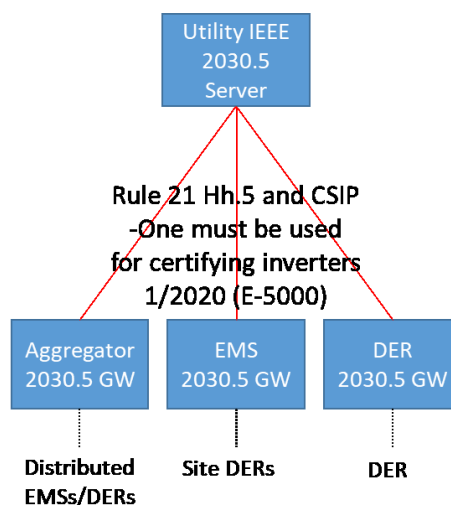 Utility IEEE
2030.5
Server
Rule 21 Hh.5 and CSIP
-One must be used
for certifying inverters
1/2020 (E-5000)
Aggregator
2030.5 GW
EMS
2030.5 GW
DER
2030.5 GW
Distributed
EMSs/DERs
Site DERs
DER